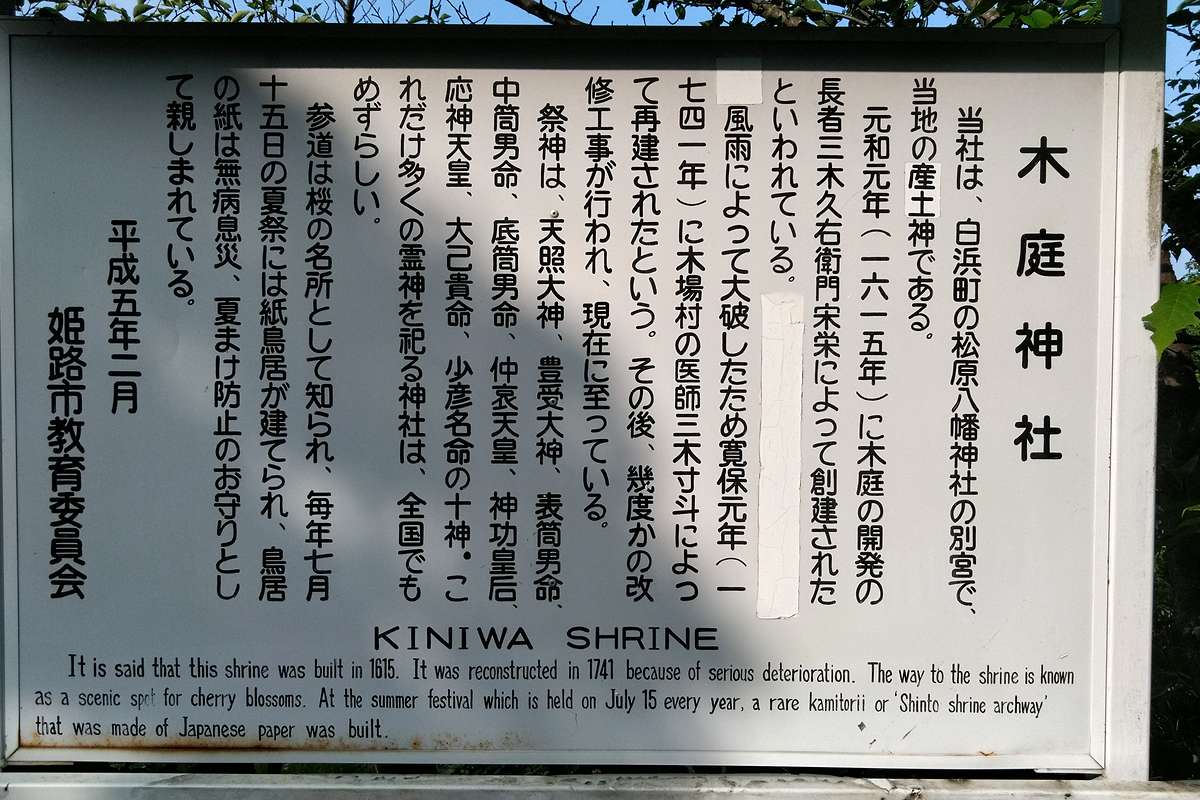 木庭神社
当社は、白浜町の松原八幡神社の別宮で、
当地の産土神である。
元和元年（一六一五年）に木庭の開発の
長者三木久右衛門宋栄によって創建された
といわれている。
風雨によって大破したため寛保元年（一
七四一年）に木場村の医師三木寸斗によっ
て再建されたという。その後、幾度かの改
修工事が行われ、現在に至っている。
祭神は、天照大神、豊受大神、表筒男命、
中筒男命、底筒男命、仲哀天皇、神功皇后、
応神天皇、大己貴命、少彦名命の十神・こ
れだけ多くの霊神を祀る神社は、全国でも
めずらしい。
参道は桜の名所として知られ、毎年七月
十五日の夏祭には紙鳥居が建てられ、鳥居
の紙は無病息災、夏まけ防止のお守りとし
て親しまれている。
平成五年二月
姫路市教育委員会
KINIWA SHRINE
It is said that this shrine was built in 1615. It was reconstructed in 1741 because of serious deterioration. The way to the shrine is known
as a scenic spot for cherry blossoms. At the summer festival which is held on July 15 every year, a rare kamitorii or 'Shinto shrine archway'
that was made of Japanese paper was built.